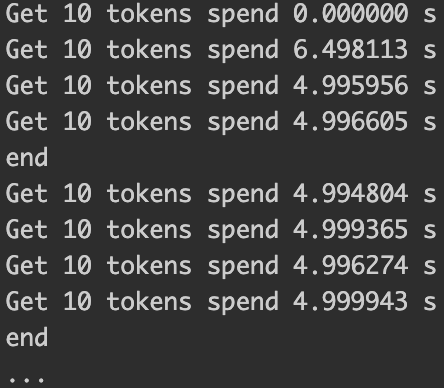 Get 10 tokens spend 0.000000 s
Get 10 tokens spend 6.498113 s
Get 10 tokens spend 4.995956 s
Get 10 tokens spend 4.996605 s
end
Get 10 tokens spend 4.994804 s
Get 10 tokens spend 4.999365 s
Get 10 tokens spend 4.996274 s
Get 10 tokens spend 4.999943 s
end
...